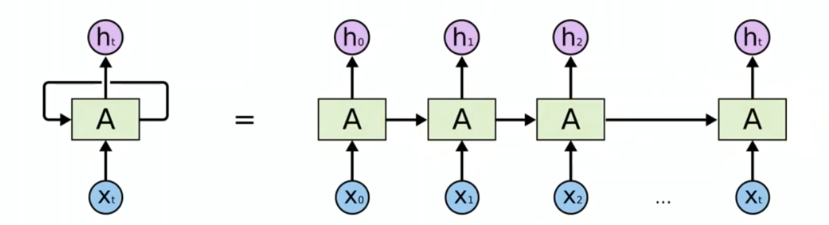 hₜ h₀ h₁ h₂ hₜ
A = A A A A
xₜ x₀ x₁ x₂ ... xₜ